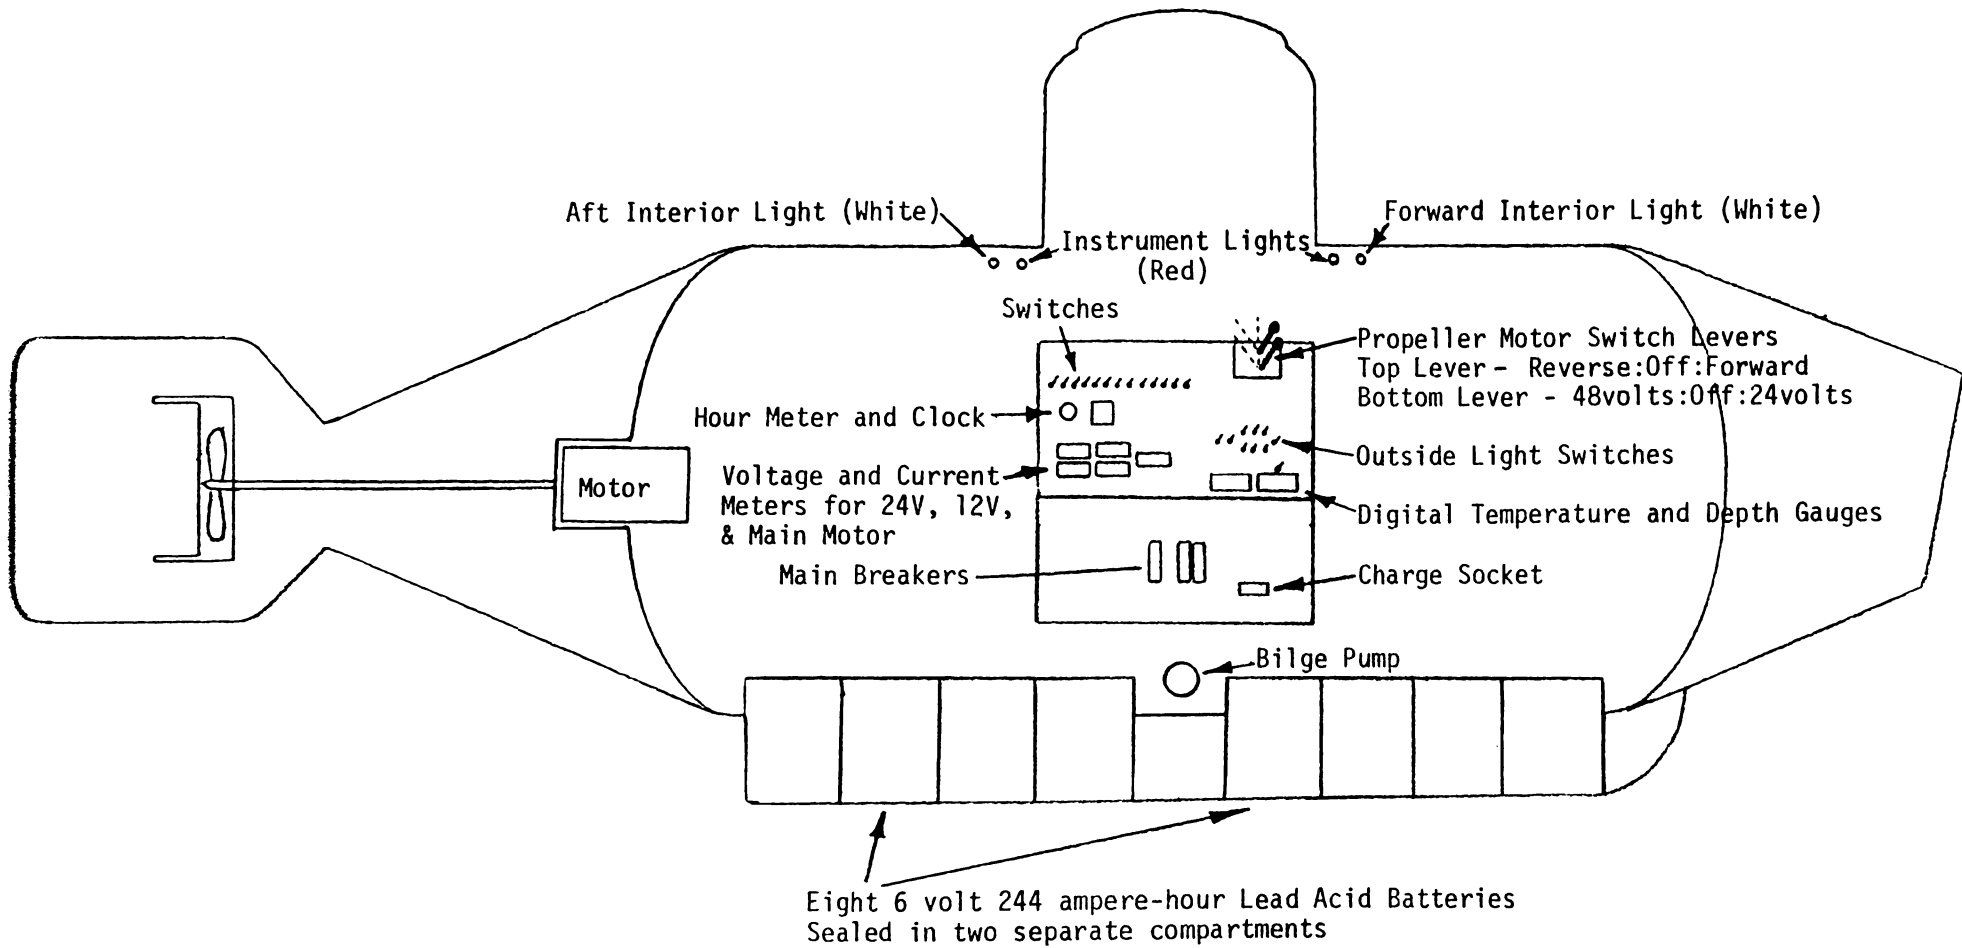 Aft Interior Light (White)
Forward Interior Light (White)
Instrument Lights
(Red)
Switches
Propeller Motor Switch Levers
Top Lever - Reverse:Off:Forward
Bottom Lever - 48volts:Off:24volts
Hour Meter and Clock
Outside Light Switches
Voltage and Current
Meters for 24V, 12V,
& Main Motor
Motor
Digital Temperature and Depth Gauges
Main Breakers
Charge Socket
Bilge Pump
Eight 6 volt 244 ampere-hour Lead Acid Batteries
Sealed in two separate compartments